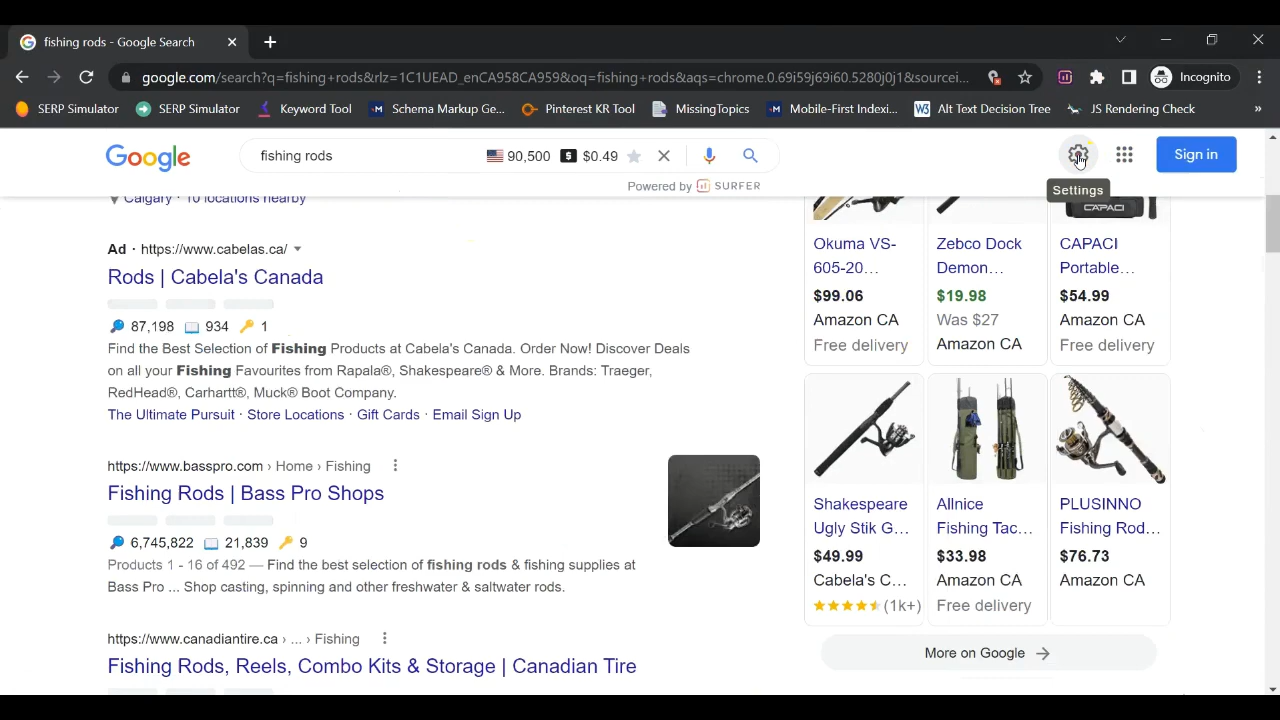 fishing rods - Google Search
google.com/search?q=fishing+rods&rlz=1C1UEAD_enCA958CA959&oq=fishing+rods&aqs=chrome.0.69i59j69i60.5280j0j1&sourcei...
Incognito
SERP Simulator
SERP Simulator
Keyword Tool
Schema Markup Ge...
Pinterest KR Tool
MissingTopics
Mobile-First Indexi...
Alt Text Decision Tree
JS Rendering Check
»
Google
fishing rods
90,500
$0.49
Sign in
Powered by SURFER
Settings
Calgary · 10 locations nearby
Ad · https://www.cabelas.ca/
Rods | Cabela's Canada
87,198 934 1
Find the Best Selection of Fishing Products at Cabela's Canada. Order Now! Discover Deals
on all your Fishing Favourites from Rapala®, Shakespeare® & More. Brands: Traeger,
RedHead®, Carhartt®, Muck® Boot Company.
The Ultimate Pursuit · Store Locations · Gift Cards · Email Sign Up
https://www.basspro.com › Home › Fishing
Fishing Rods | Bass Pro Shops
6,745,822 21,839 9
Products 1 - 16 of 492 — Find the best selection of fishing rods & fishing supplies at
Bass Pro ... Shop casting, spinning and other freshwater & saltwater rods.
https://www.canadiantire.ca › ... › Fishing
Fishing Rods, Reels, Combo Kits & Storage | Canadian Tire
Okuma VS-
605-20...
$99.06
Amazon CA
Free delivery
Zebco Dock
Demon...
$19.98
Was $27
Amazon CA
CAPACI
CAPACI
Portable...
$54.99
Amazon CA
Free delivery
Shakespeare
Ugly Stik G...
$49.99
Cabela's C...
(1k+)
Allnice
Fishing Tac...
$33.98
Amazon CA
Free delivery
PLUSINNO
Fishing Rod...
$76.73
Amazon CA
More on Google